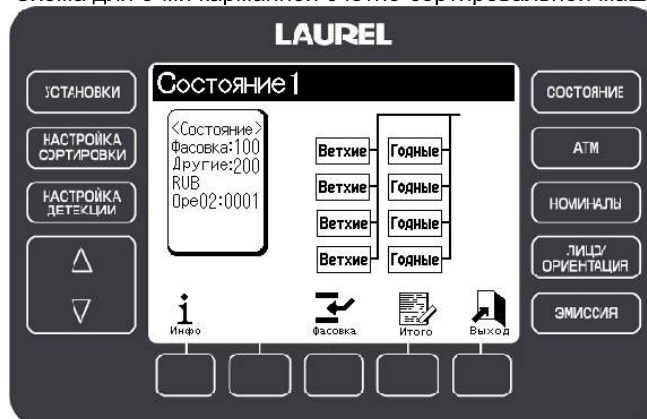 LAUREL
УСТАНОВКИ
НАСТРОЙКА
СОРТИРОВКИ
НАСТРОЙКА
ДЕТЕКЦИИ
Состояние1
<Состояние>
Фасовка:100
Другие:200
RUB
Ope02:0001
Ветхие Годные
Ветхие Годные
Ветхие Годные
Ветхие Годные
Инфо
Фасовка
Итого
Выход
СОСТОЯНИЕ
АТМ
НОМИНАЛЫ
ЛИЦО/
ОРИЕНТАЦИЯ
ЭМИССИЯ